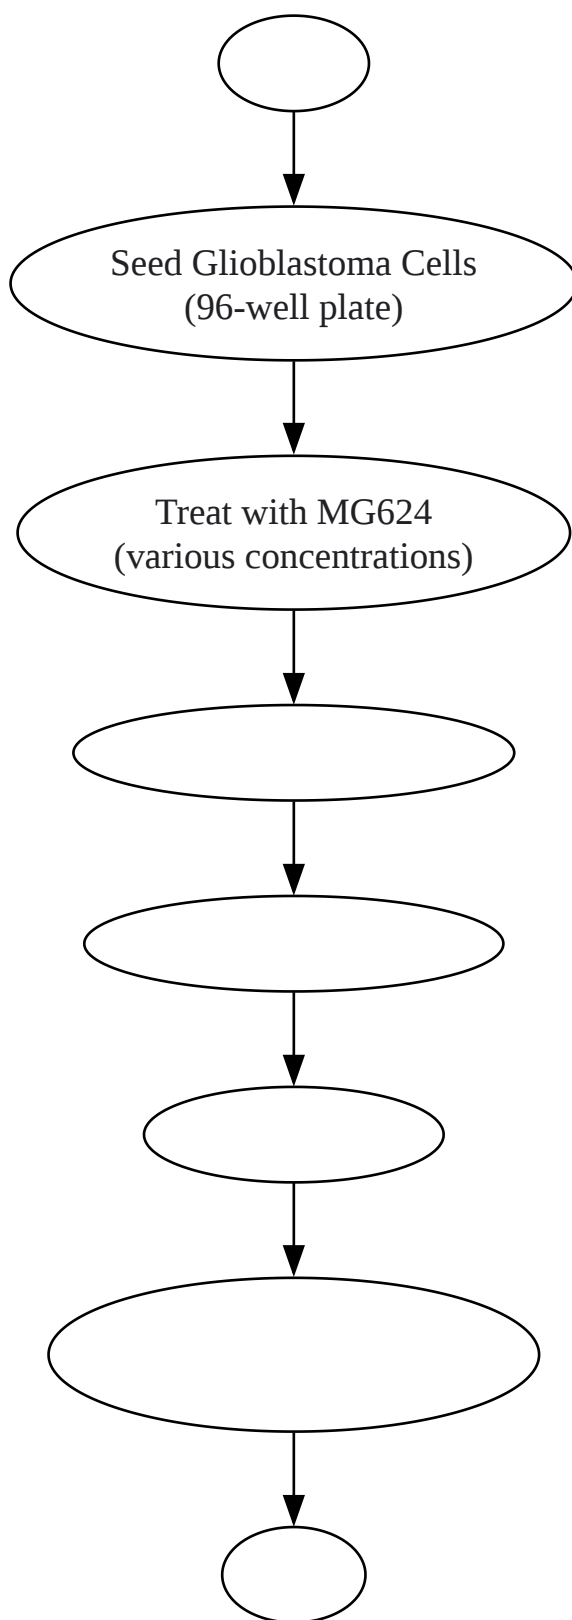 Seed Glioblastoma Cells
(96-well plate)
Treat with MG624
(various concentrations)